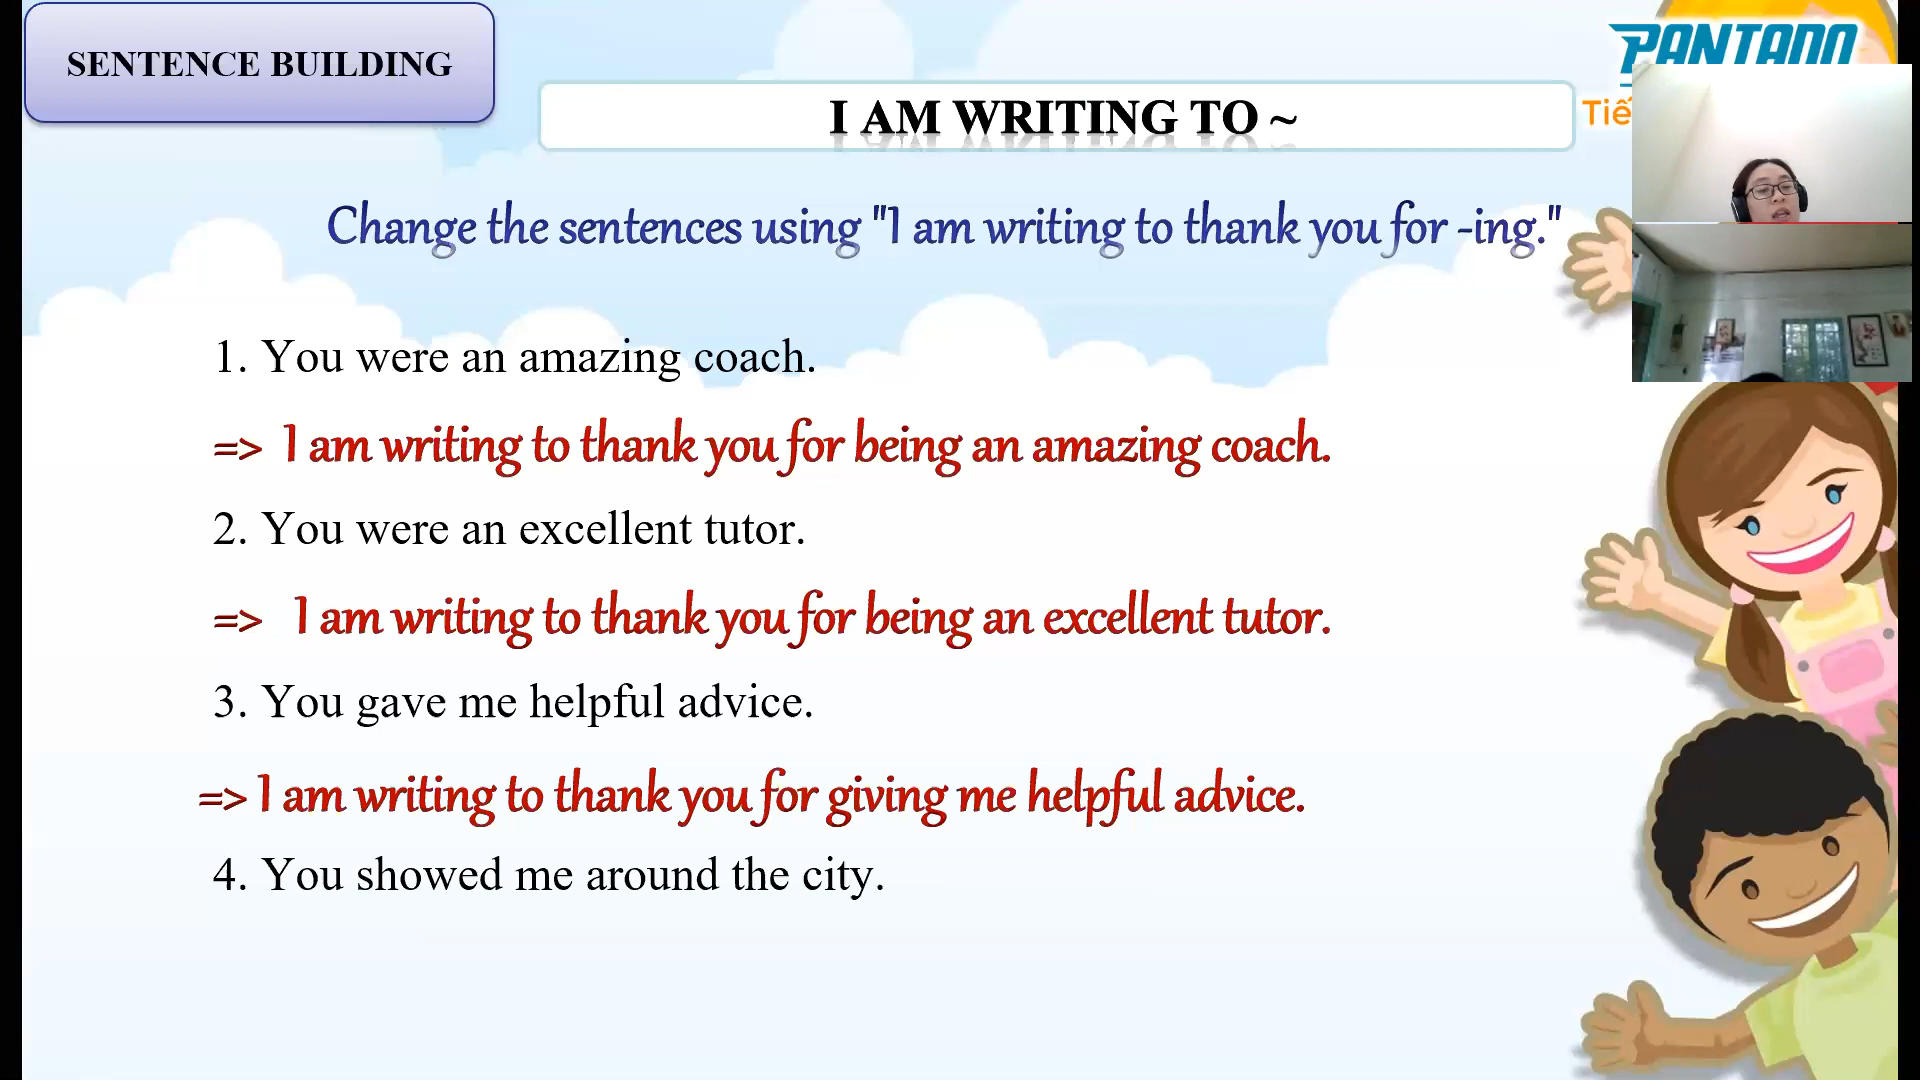 SENTENCE BUILDING
PANTADO
I AM WRITING TO ~
Change the sentences using "I am writing to thank you for -ing."
1. You were an amazing coach.
=> I am writing to thank you for being an amazing coach.
2. You were an excellent tutor.
=> I am writing to thank you for being an excellent tutor.
3. You gave me helpful advice.
=> I am writing to thank you for giving me helpful advice.
4. You showed me around the city.